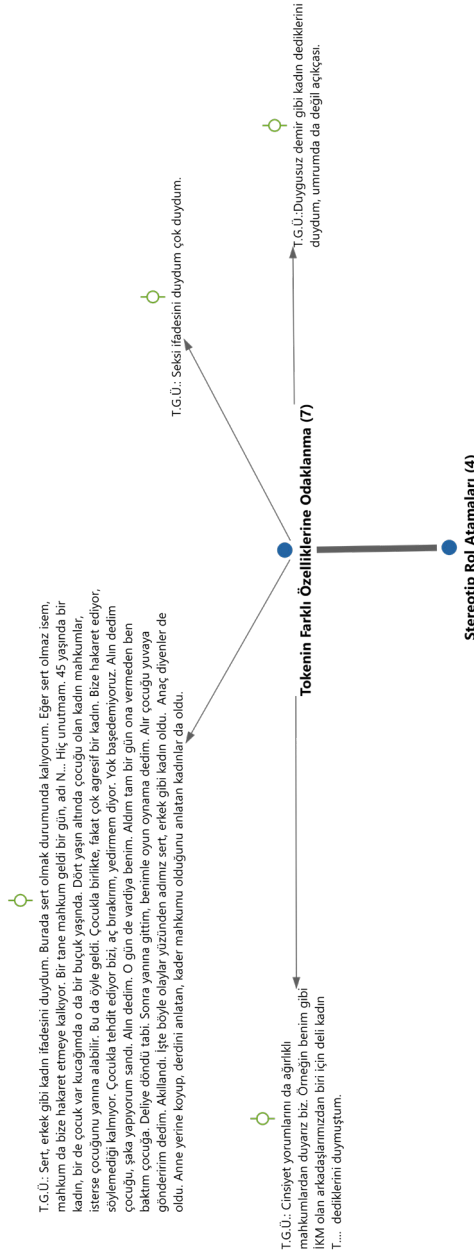 T.G.Ü.: Sert, erkek gibi kadın ifadesini duydum. Burada sert olmak durumunda kalıyorum. Eğer sert olmaz isem,
mahkum da bize hakaret etmeye kalkıyor. Bir tane mahkum geldi bir gün, adı N... Hiç unutmam. 45 yaşında bir
kadın, bir de çocuk var kucağımda o da bir buçuk yaşında. Dört yaşın altında çocuğu olan kadın mahkumlar,
isterse çocuğunu yanına alabilir. Bu da öyle geldi. Çocukla birlikte, fakat çok agresif bir kadın. Bize hakaret ediyor,
söylemediği kalmıyor. Çocukla tehdit ediyor bizi, aç bırakırım, yedirmem diyor. Yok başedemiyoruz. Alın dedim
çocuğu, şaka yapıyorum sandı. Alın dedim. O gün de vardiya benim. Aldım tam bir gün ona vermeden ben
baktım çocuğa. Deliye döndü tabi. Sonra yanına gittim, benimle oyun oynama dedim. Alır çocuğu yuvaya
gönderirim dedim. Akıllandı. İşte böyle olaylar yüzünden adımız sert, erkek gibi kadın oldu.  Anaç diyenler de
oldu. Anne yerine koyup, derdini anlatan, kader mahkumu olduğunu anlatan kadınlar da oldu.
T.G.Ü.: Seksi ifadesini duydum çok duydum.
T.G.Ü.:Duygusuz demir gibi kadın dediklerini
duydum, umrumda da değil açıkçası.
T.G.Ü.: Cinsiyet yorumlarını da ağırlıklı
mahkumlardan duyarız biz. Örneğin benim gibi
İKM olan arkadaşlarımızdan biri için deli kadın
T.... dediklerini duymuştum.
Tokenin Farklı Özelliklerine Odaklanma (7)
Stereotip Rol Atamaları (4)